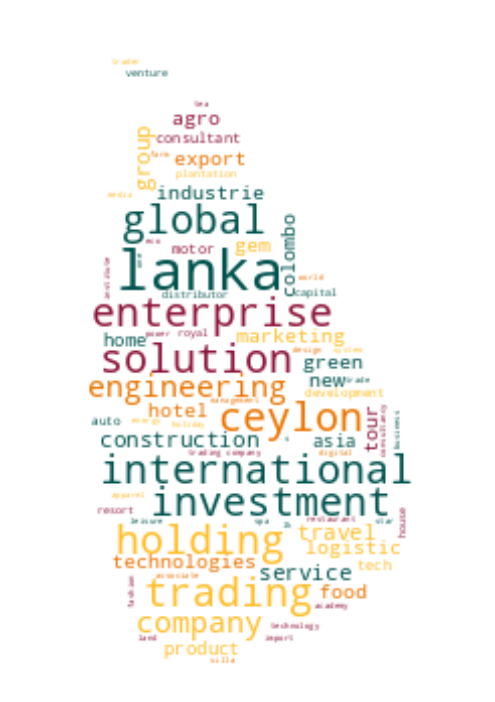 trader
venture
tea
agro
group
consultant
farm
export
plantation
media
industrie
global
colombo
eco
motor
gem
lanka
institute
world
distributor
capital
enterprise
home
power
royal
marketing
solution
design
system
green
engineering
new
trade
development
management
hotel
ceylon
tour
consultancy
business
auto
energy
holiday
construction
asia
trading company
digital
international
investment
apparel
resort
leisure
spa
restaurant
star
house
holding
travel
logistic
technologies
tech
associate
service
fashion
trading
food
academy
company
technology
land
import
product
villa